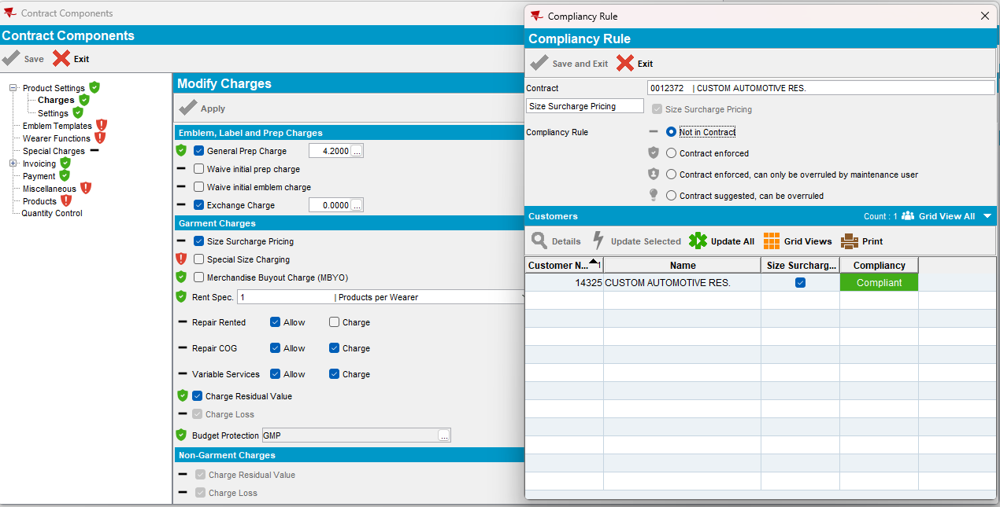 Contract Components
Contract Components
Save Exit
Product Settings
Charges
Settings
Emblem Templates
Wearer Functions
Special Charges
Invoicing
Payment
Miscellaneous
Products
Quantity Control
Modify Charges
Apply
Emblem, Label and Prep Charges
General Prep Charge 4.2000 ...
Waive initial prep charge
Waive initial emblem charge
Exchange Charge 0.0000 ...
Garment Charges
Size Surcharge Pricing
Special Size Charging
Merchandise Buyout Charge (MBYO)
Rent Spec. 1 | Products per Wearer
Repair Rented Allow Charge
Repair COG Allow Charge
Variable Services Allow Charge
Charge Residual Value
Charge Loss
Budget Protection GMP ...
Non-Garment Charges
Charge Residual Value
Charge Loss
Compliancy Rule
Compliancy Rule
Save and Exit Exit
Contract 0012372 | CUSTOM AUTOMOTIVE RES.
Size Surcharge Pricing Size Surcharge Pricing
Compliancy Rule Not in Contract
Contract enforced
Contract enforced, can only be overruled by maintenance user
Contract suggested, can be overruled
Customers Count : 1 Grid View All
Details Update Selected Update All Grid Views Print
Customer N... 1 Name Size Surcharg... Compliancy
14325 CUSTOM AUTOMOTIVE RES. Compliant